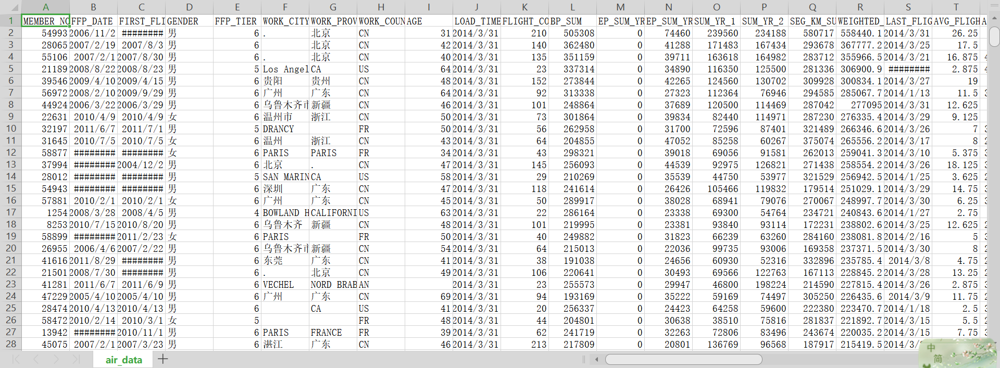 A B C D E F G H I J K L M N O P Q R S T
1 MEMBER_NO FFP_DATE FIRST_FLI GENDER FFP_TIER WORK_CITY WORK_PROV WORK_COUN AGE LOAD_TIME FLIGHT_CO BP_SUM EP_SUM_YR EP_SUM_YR SUM_YR_1 SUM_YR_2 SEG_KM_SU WEIGHTED_ LAST_FLIG AVG_FLIGH A
2 54993 2006/11/2 ######## 男 6 . 北京 CN 31 2014/3/31 210 505308 0 74460 239560 234188 580717 558440.1 2014/3/31 26.25
3 28065 2007/2/19 2007/8/3 男 6 北京 CN 42 2014/3/31 140 362480 0 41288 171483 167434 293678 367777.2 2014/3/25 17.5
4 55106 2007/2/1 2007/8/30 男 6 . 北京 CN 40 2014/3/31 135 351159 0 39711 163618 164982 283712 355966.5 2014/3/21 16.875 4
5 21189 2008/8/22 2008/8/23 男 5 Los Angel CA US 64 2014/3/31 23 337314 0 34890 116350 125500 281336 306900.9 ######## 2.875 4
6 39546 2009/4/10 2009/4/15 男 6 贵阳 贵州 CN 48 2014/3/31 152 273844 0 42265 124560 130702 309928 300834.1 2014/3/27 19
7 56972 2008/2/10 2009/9/29 男 6 广州 广东 CN 64 2014/3/31 92 313338 0 27323 112364 76946 294585 285067.7 2014/1/13 11.5 3
8 44924 2006/3/22 2006/3/29 男 6 乌鲁木齐市 新疆 CN 46 2014/3/31 101 248864 0 37689 120500 114469 287042 277095 2014/3/31 12.625
9 22631 2010/4/9 2010/4/9 女 6 温州市 浙江 CN 50 2014/3/31 73 301864 0 39834 82440 114971 287230 276335.4 2014/3/29 9.125
10 32197 2011/6/7 2011/7/1 男 5 DRANCY FR 50 2014/3/31 56 262958 0 31700 72596 87401 321489 266346.6 2014/3/26 7 3
11 31645 2010/7/5 2010/7/5 女 6 温州 浙江 CN 43 2014/3/31 64 204855 0 47052 85258 60267 375074 265556.2 2014/3/17 8 2
12 58877 ######## ######## 女 6 PARIS PARIS FR 34 2014/3/31 43 298321 0 39018 69056 91581 262013 259041.3 2014/3/10 5.375 3
13 37994 ######## 2004/12/2 男 6 北京 . CN 47 2014/3/31 145 256093 0 44539 92975 126821 271438 258554.2 2014/3/26 18.125 3
14 28012 ######## ######## 男 5 SAN MARIN CA US 58 2014/3/31 29 210269 0 35539 44750 53977 321529 256942.5 2014/1/25 3.625 2
15 54943 ######## ######## 男 6 深圳 广东 CN 47 2014/3/31 118 241614 0 26426 105466 119832 179514 251029.1 2014/3/29 14.75 3
16 57881 2010/2/1 2010/2/1 女 6 广州 广东 CN 45 2014/3/31 50 289917 0 38028 68941 79076 270067 248997.7 2014/3/30 6.25 3
17 1254 2008/3/28 2008/4/5 男 4 BOWLAND H CALIFORNI US 63 2014/3/31 22 286164 0 23338 69300 54764 234721 240843.6 2014/1/27 2.75
18 8253 2010/7/15 2010/8/20 男 6 乌鲁木齐 新疆 CN 48 2014/3/31 101 219995 0 23381 93840 93114 172231 238802.6 2014/3/25 12.625 2
19 58899 ######## 2011/2/23 女 6 PARIS FR 50 2014/3/31 40 249882 0 31823 66239 63260 284160 238081.8 2014/2/16 5 3
20 26955 2006/4/6 2007/2/22 男 6 乌鲁木齐市 新疆 CN 54 2014/3/31 64 215013 0 22036 99735 93006 169358 237371.5 2014/3/30 8 2
21 41616 2011/8/29 ######## 男 6 东莞 广东 CN 41 2014/3/31 38 191038 0 24656 60930 52316 332896 235785.4 2014/3/8 4.75 2
22 21501 2008/7/30 ######## 男 6 . 北京 CN 49 2014/3/31 106 220641 0 30493 69566 122763 167113 228845.2 2014/3/28 13.25 2
23 41281 2011/6/7 2011/6/9 男 6 VECHEL NORD BRAB AN 2014/3/31 23 255573 0 29947 46800 198224 214590 227815.4 2014/3/26 2.875 3
24 47229 2005/4/10 2005/4/10 男 6 广州 广东 CN 69 2014/3/31 94 193169 0 35222 59169 74497 305250 226435.6 2014/3/9 11.75 2
25 28474 2010/4/13 2010/4/13 男 6 CA US 41 2014/3/31 20 256337 0 24423 64258 59600 222380 223470.7 2014/1/18 2.5 3
26 58472 2010/2/14 2010/3/1 女 5 FR 48 2014/3/31 44 204801 0 30638 38510 75816 281837 221892.7 2014/3/15 5.5 2
27 13942 ######## 2010/11/1 男 6 PARIS FRANCE FR 39 2014/3/31 62 241719 0 32263 72806 83496 243674 220035.2 2014/3/15 7.75 3
28 45075 2007/2/1 2007/3/23 男 6 湛江 广东 CN 46 2014/3/31 213 217809 0 20801 136769 96568 187917 215419.5 2014/3/
air_data
中
简